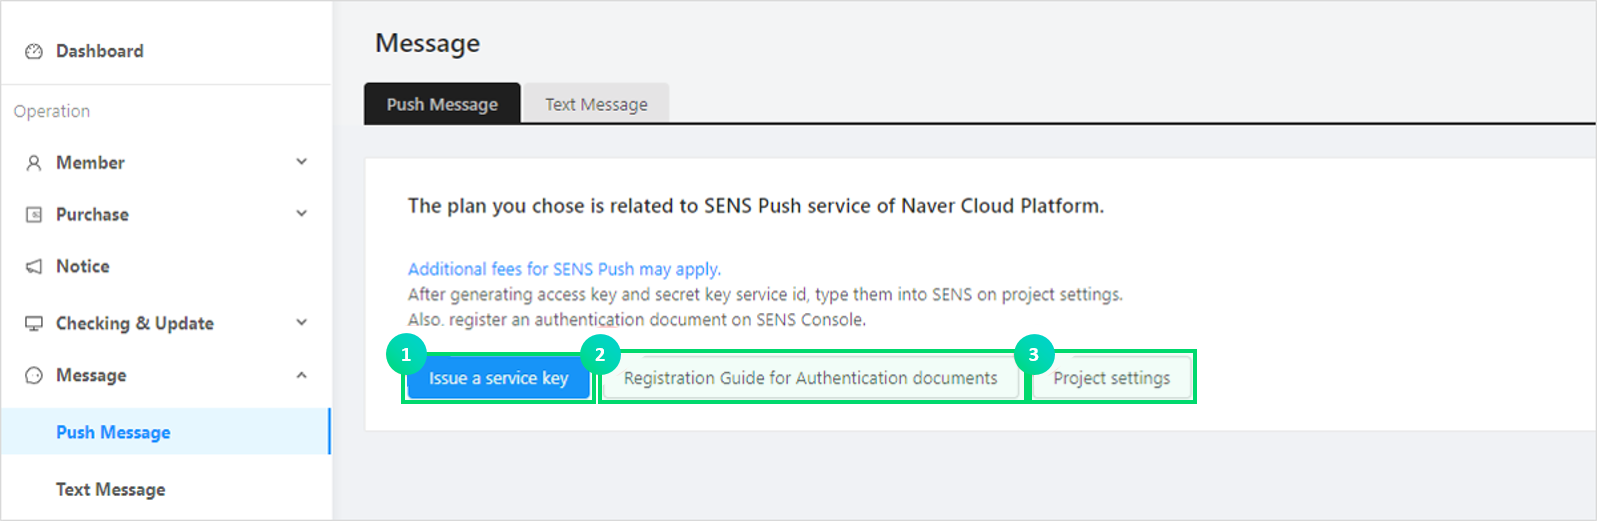 Dashboard
Operation
Member
Purchase
Notice
Checking & Update
Message
Push Message
Text Message
Message
Push Message
Text Message
The plan you chose is related to SENS Push service of Naver Cloud Platform.
Additional fees for SENS Push may apply.
After generating access key and secret key service id, type them into SENS on project settings.
Also, register an authentication document on SENS Console.
1
Issue a service key
2
Registration Guide for Authentication documents
3
Project settings